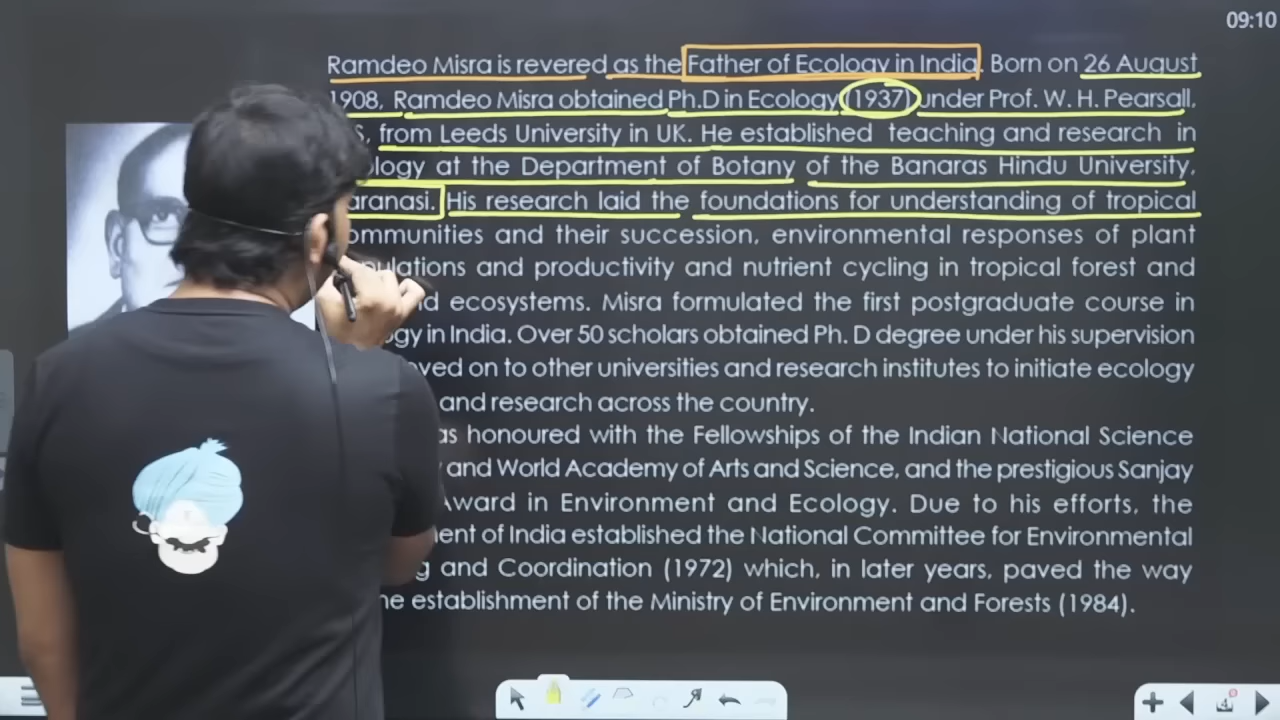 09:10
Ramdeo Misra is revered as the Father of Ecology in India. Born on 26 August
1908, Ramdeo Misra obtained Ph.D in Ecology (1937) under Prof. W. H. Pearsall,
S, from Leeds University in UK. He established teaching and research in
ology at the Department of Botany of the Banaras Hindu University,
aranasi. His research laid the foundations for understanding of tropical
ommunities and their succession, environmental responses of plant
pulations and productivity and nutrient cycling in tropical forest and
d ecosystems. Misra formulated the first postgraduate course in
ogy in India. Over 50 scholars obtained Ph. D degree under his supervision
oved on to other universities and research institutes to initiate ecology
and research across the country.
as honoured with the Fellowships of the Indian National Science
and World Academy of Arts and Science, and the prestigious Sanjay
Award in Environment and Ecology. Due to his efforts, the
ment of India established the National Committee for Environmental
g and Coordination (1972) which, in later years, paved the way
he establishment of the Ministry of Environment and Forests (1984).
4